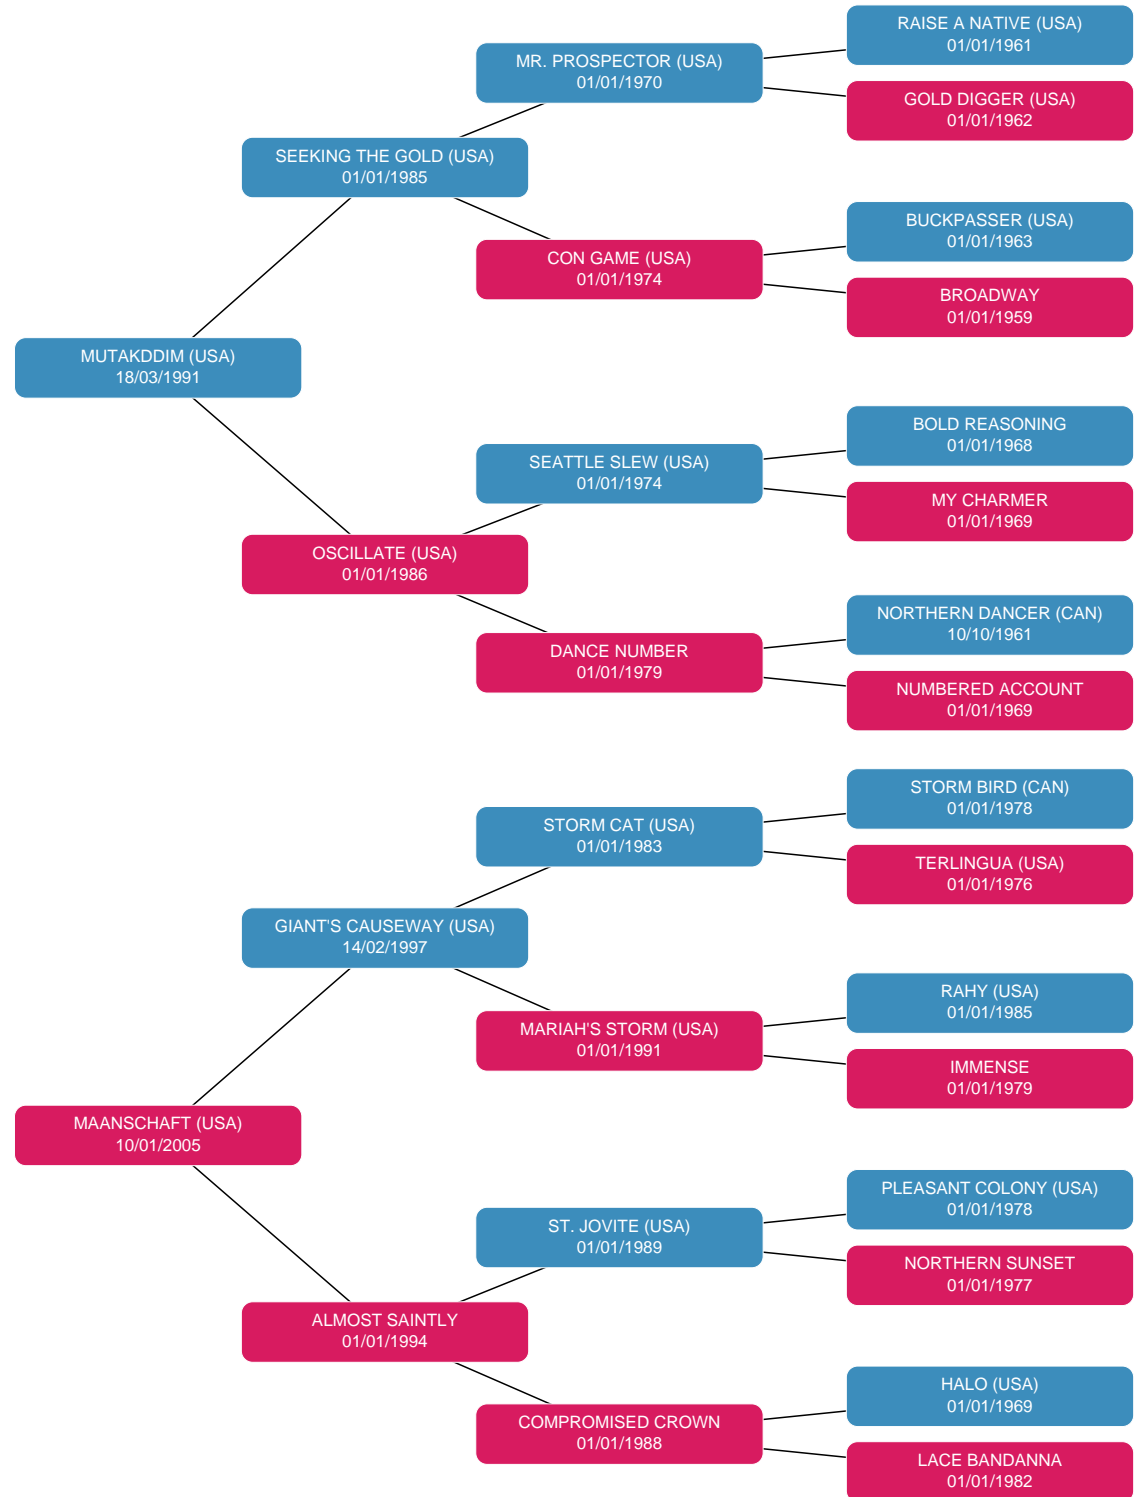 RAISE A NATIVE (USA)
01/01/1961
MR. PROSPECTOR (USA)
01/01/1970
GOLD DIGGER (USA)
01/01/1962
SEEKING THE GOLD (USA)
01/01/1985
BUCKPASSER (USA)
01/01/1963
CON GAME (USA)
01/01/1974
BROADWAY
01/01/1959
MUTAKDDIM (USA)
18/03/1991
BOLD REASONING
01/01/1968
SEATTLE SLEW (USA)
01/01/1974
MY CHARMER
01/01/1969
OSCILLATE (USA)
01/01/1986
NORTHERN DANCER (CAN)
10/10/1961
DANCE NUMBER
01/01/1979
NUMBERED ACCOUNT
01/01/1969
STORM BIRD (CAN)
01/01/1978
STORM CAT (USA)
01/01/1983
TERLINGUA (USA)
01/01/1976
GIANT'S CAUSEWAY (USA)
14/02/1997
RAHY (USA)
01/01/1985
MARIAH'S STORM (USA)
01/01/1991
IMMENSE
01/01/1979
MAANSCHAFT (USA)
10/01/2005
PLEASANT COLONY (USA)
01/01/1978
ST. JOVITE (USA)
01/01/1989
NORTHERN SUNSET
01/01/1977
ALMOST SAINTLY
01/01/1994
HALO (USA)
01/01/1969
COMPROMISED CROWN
01/01/1988
LACE BANDANNA
01/01/1982